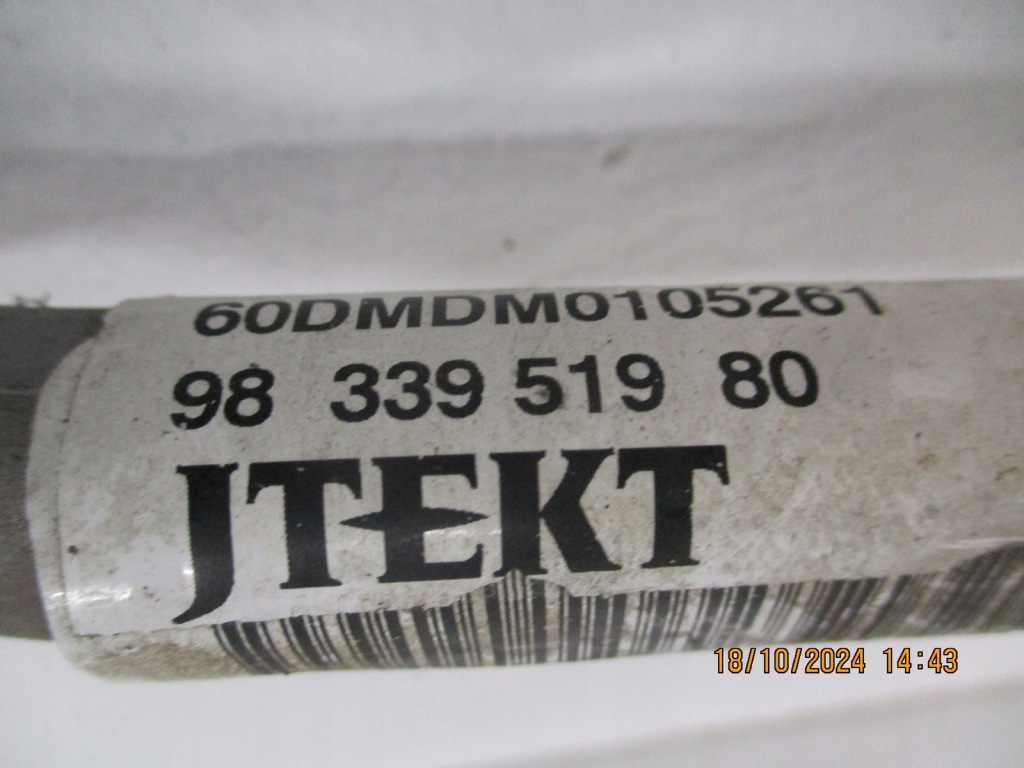 60DMDM0105261
98 339 519 80
JTEKT
18/10/2024 14:43